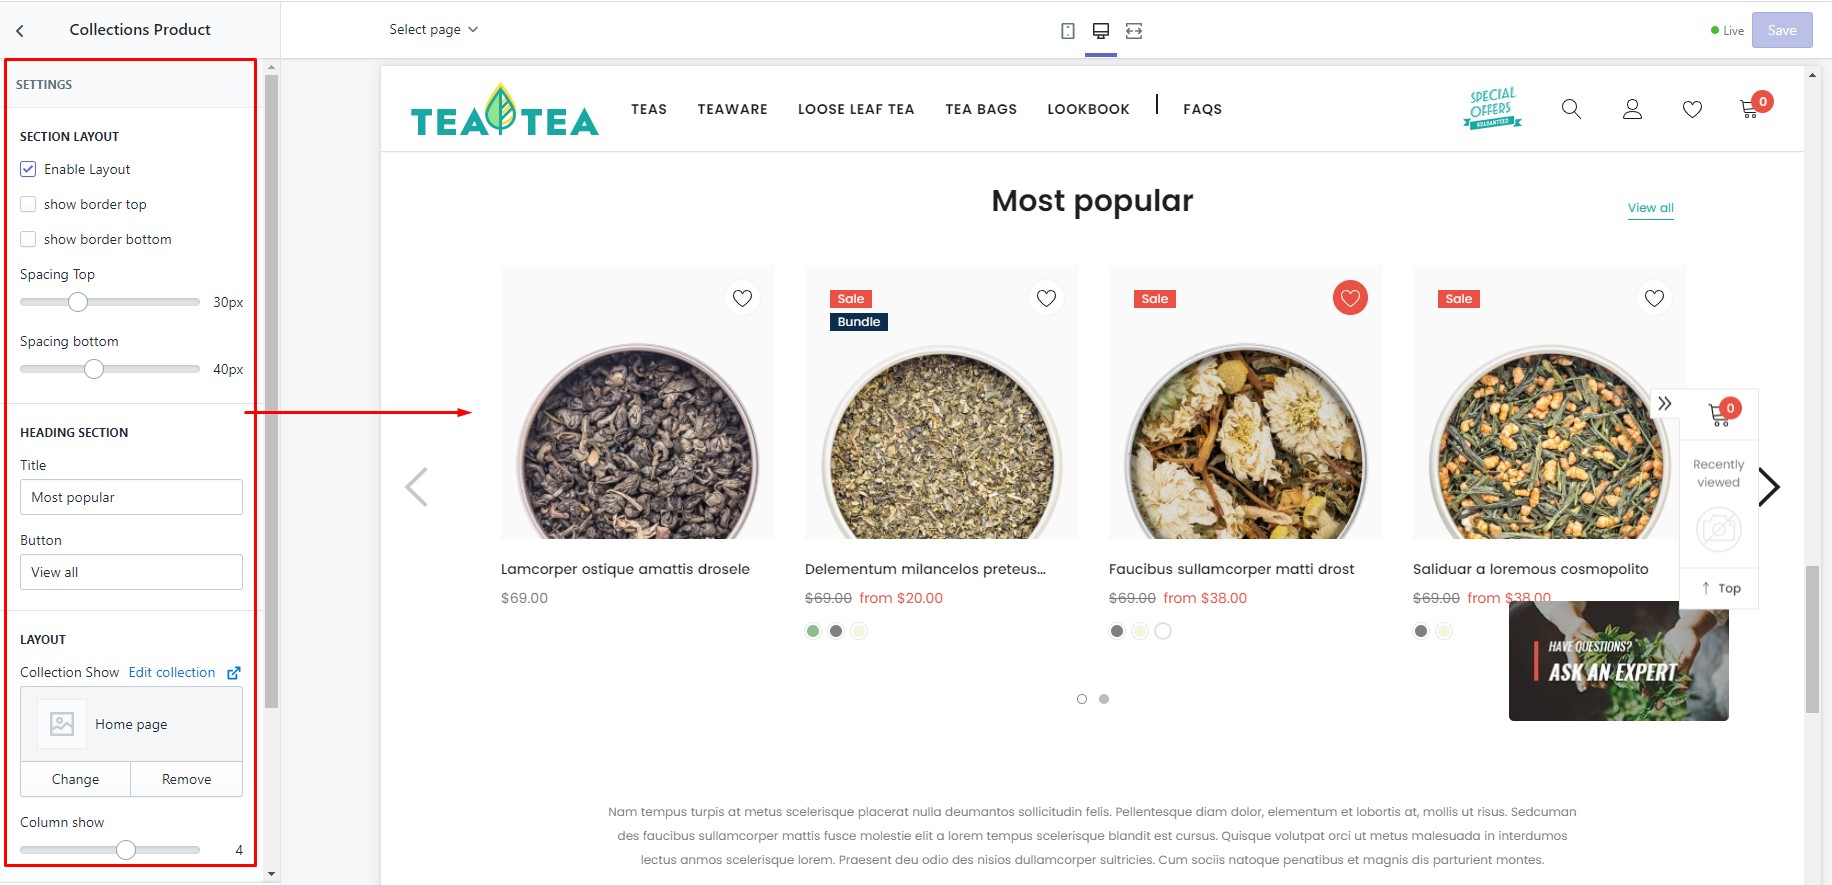 Collections Product
Select page
Live
Save
SETTINGS
SECTION LAYOUT
Enable Layout
show border top
show border bottom
Spacing Top
30px
Spacing bottom
40px
HEADING SECTION
Title
Most popular
Button
View all
LAYOUT
Collection Show Edit collection
Home page
Change Remove
Column show
4
TEA TEA
TEAS TEAWARE LOOSE LEAF TEA TEA BAGS LOOKBOOK FAQS
SPECIAL
OFFERS
GUARANTEED
0
Most popular
View all
Sale
Bundle
Sale
Sale
Lamcorper ostique amattis drosele
$69.00
Delementum milancelos preteus...
$69.00 from $20.00
Faucibus sullamcorper matti drost
$69.00 from $38.00
Saliduar a loremous cosmopolito
$69.00 from $38.00
0
Recently
viewed
Top
HAVE QUESTIONS?
ASK AN EXPERT
Nam tempus turpis at metus scelerisque placerat nulla deumantos sollicitudin felis. Pellentesque diam dolor, elementum et lobortis at, mollis ut risus. Sedcuman
des faucibus sullamcorper mattis fusce molestie elit a lorem tempus scelerisque blandit est cursus. Quisque volutpat orci ut metus malesuada in interdumos
lectus anmos scelerisque lorem. Praesent deu odio des nisios dullamcorper sultricies. Cum sociis natoque penatibus et magnis dis parturient montes.